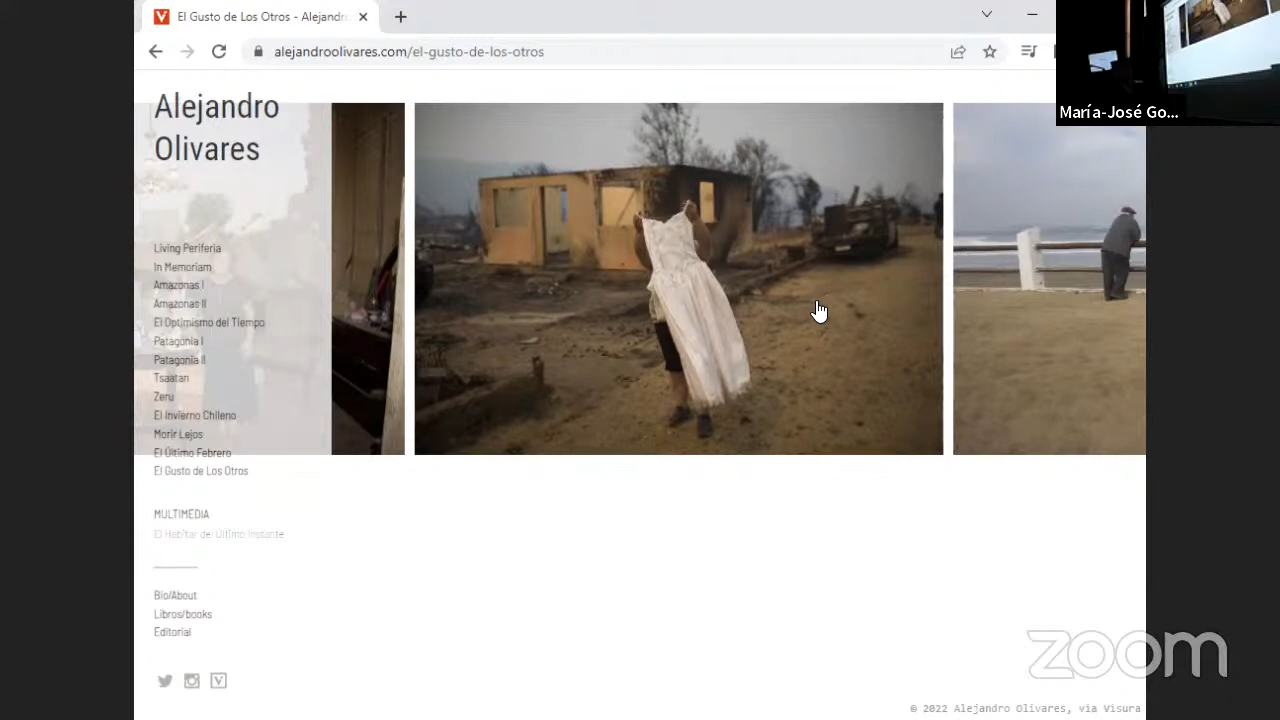 El Gusto de Los Otros - Alejandr
alejandroolivares.com/el-gusto-de-los-otros
María-José Go...
Alejandro
Olivares
Living Periferia
In Memoriam
Amazonas I
Amazonas II
El Optimismo del Tiempo
Patagonia I
Patagonia II
Tsaatan
Zeru
El Invierno Chileno
Morir Lejos
El Último Febrero
El Gusto de Los Otros
MULTIMEDIA
El Habitar del Último Instante
Bio/About
Libros/books
Editorial
zoom
© 2022 Alejandro Olivares, via Visura